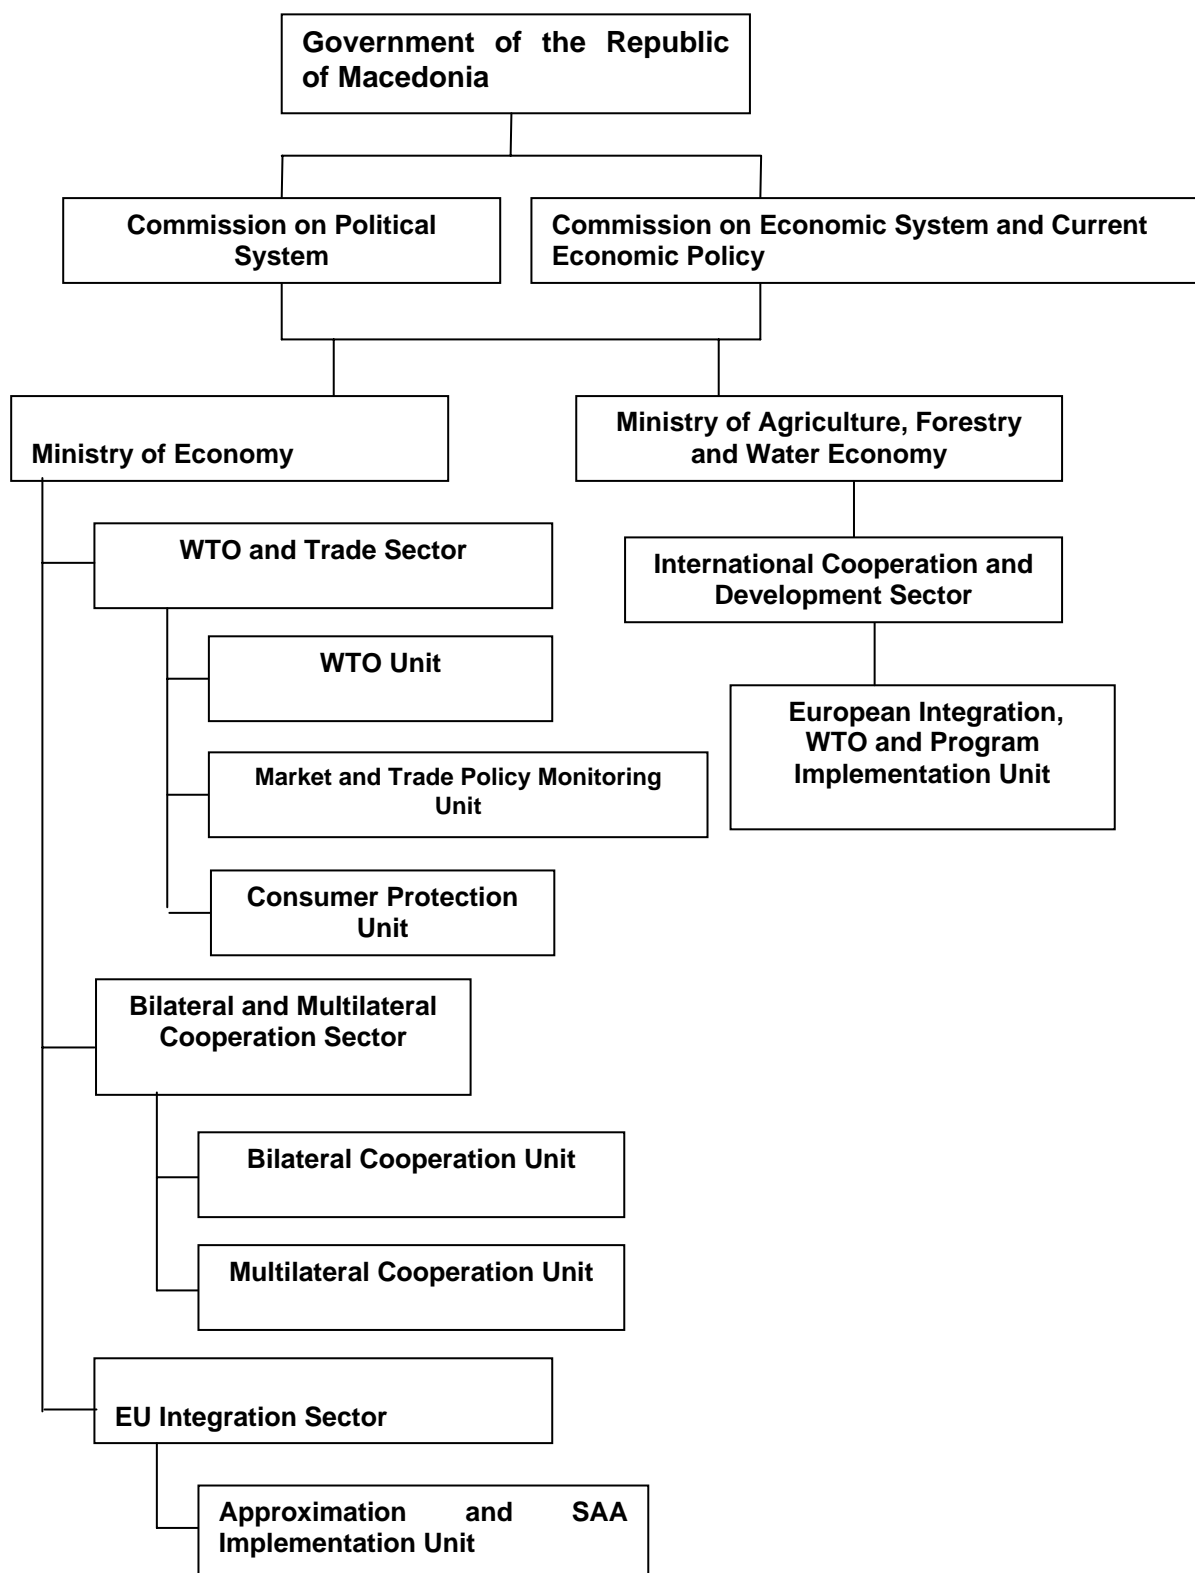 Government of the Republic
of Macedonia
Commission on Political
System
Commission on Economic System and Current
Economic Policy
Ministry of Economy
Ministry of Agriculture, Forestry
and Water Economy
WTO and Trade Sector
International Cooperation and
Development Sector
WTO Unit
European Integration,
WTO and Program
Implementation Unit
Market and Trade Policy Monitoring
Unit
Consumer Protection
Unit
Bilateral and Multilateral
Cooperation Sector
Bilateral Cooperation Unit
Multilateral Cooperation Unit
EU Integration Sector
Approximation and SAA
Implementation Unit